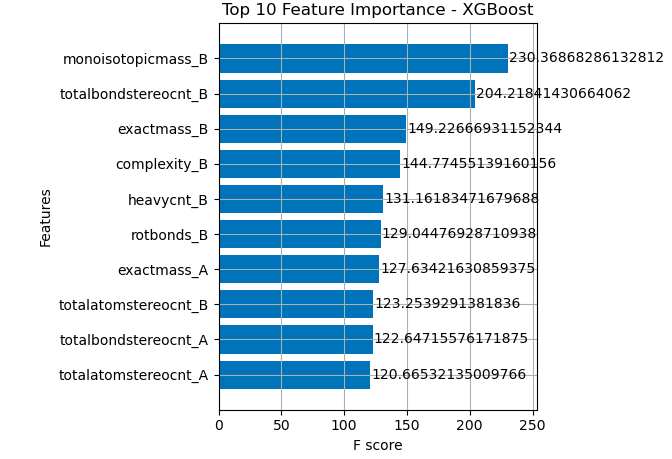 Top 10 Feature Importance - XGBoost
monoisotopicmass_B 230.36868286132812
totalbondstereocnt_B 204.21841430664062
exactmass_B 149.22666931152344
complexity_B 144.77455139160156
heavycnt_B 131.16183471679688
rotbonds_B 129.04476928710938
exactmass_A 127.63421630859375
totalatomstereocnt_B 123.2539291381836
totalbondstereocnt_A 122.64715576171875
totalatomstereocnt_A 120.66532135009766
Features
0 50 100 150 200 250
F score